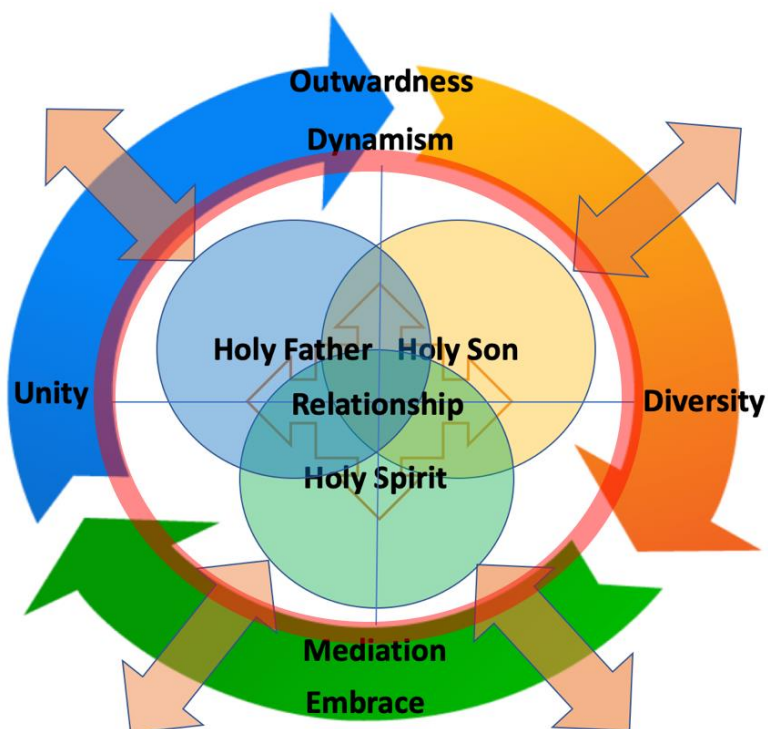 Outwardness
Dynamism
Holy Father Holy Son
Unity
Relationship
Diversity
Holy Spirit
Mediation
Embrace